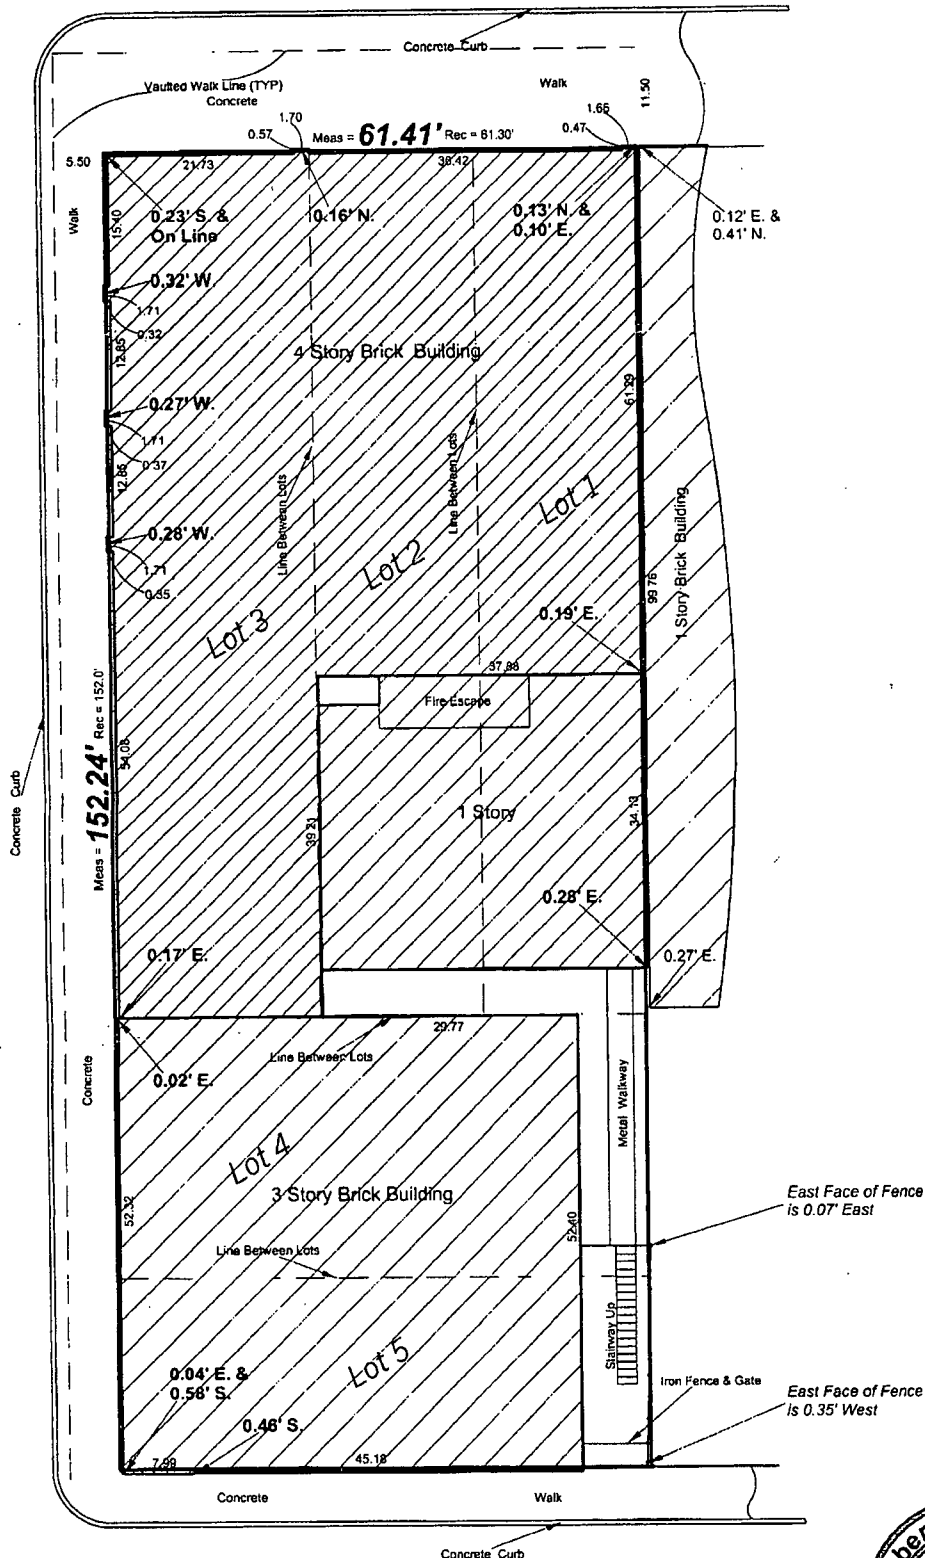 Concrete Curb
Vaulted Walk Line (TYP)
Concrete
Walk
11.50
1.70
0.57
Meas = 61.41' Rec = 61.30'
1.65
0.47
5.50
21.73
38.42
Walk
15.40
0.23' S. &
On Line
0.16' N.
0.13' N. &
0.10' E.
0.12' E. &
0.41' N.
0.32' W.
1.71
0.32
12.85
4 Story Brick Building
61.29
0.27' W.
1.71
0.37
12.85
Line Between Lots
Line Between Lots
Lot 1
1 Story Brick Building
0.28' W.
1.71
0.35
Lot 2
99.76
Lot 3
0.19' E.
37.88
Fire Escape
Meas = 152.24' Rec = 152.0'
Concrete Curb
54.08
39.21
1 Story
34.13
0.28' E.
0.17' E.
0.27' E.
29.77
Line Between Lots
0.02' E.
Concrete
Metal Walkway
Lot 4
3 Story Brick Building
52.32
52.40
East Face of Fence
is 0.07' East
Line Between Lots
Stairway Up
Lot 5
0.04' E. &
0.58' S.
Iron Fence & Gate
East Face of Fence
is 0.35' West
0.46' S.
7.99
45.18
Concrete
Walk
Concrete Curb